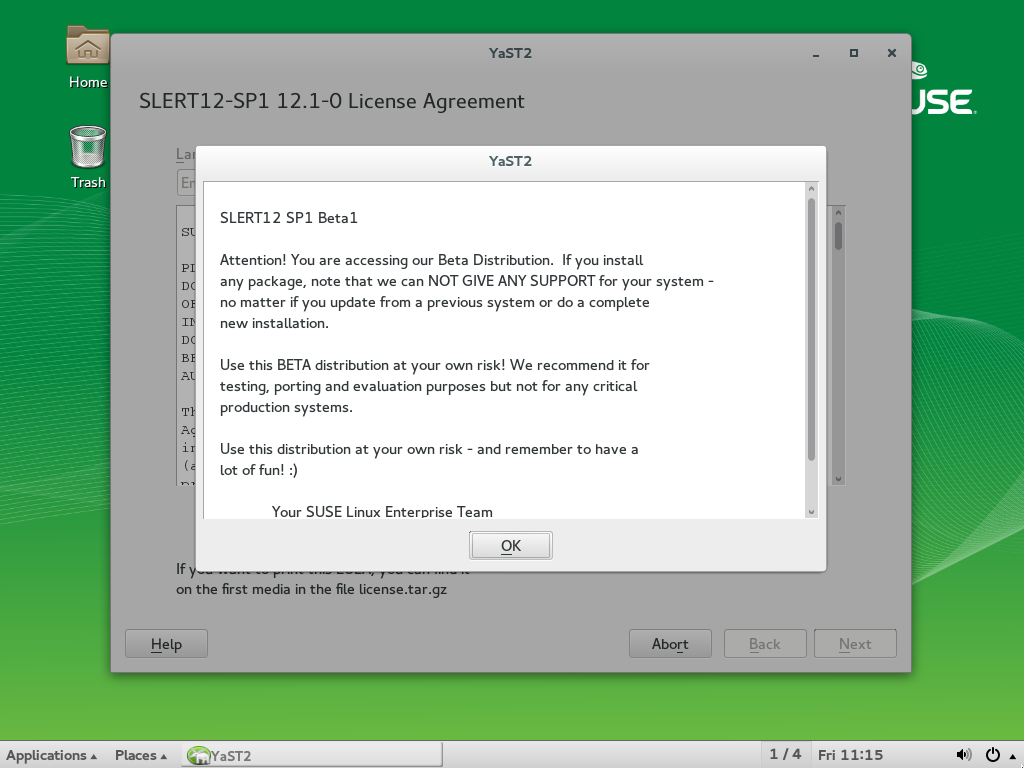 YaST2
Home
SLERT12-SP1 12.1-0 License Agreement
USE
YaST2
Trash
SLERT12 SP1 Beta1
Attention! You are accessing our Beta Distribution.  If you install
any package, note that we can NOT GIVE ANY SUPPORT for your system -
no matter if you update from a previous system or do a complete
new installation.
Use this BETA distribution at your own risk! We recommend it for
testing, porting and evaluation purposes but not for any critical
production systems.
Use this distribution at your own risk - and remember to have a
lot of fun! :)
Your SUSE Linux Enterprise Team
OK
on the first media in the file license.tar.gz
Help
Abort
Back
Next
Applications
Places
YaST2
1 / 4
Fri 11:15